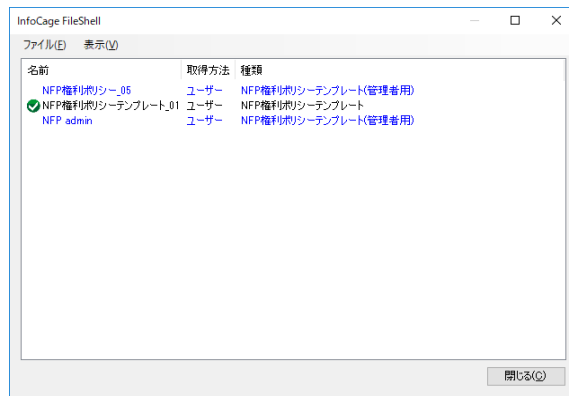 InfoCage FileShell
ファイル(F) 表示(V)
名前 取得方法 種類
NFP権利ポリシー_05 ユーザー NFP権利ポリシーテンプレート(管理者用)
NFP権利ポリシーテンプレート_01 ユーザー NFP権利ポリシーテンプレート
NFP admin ユーザー NFP権利ポリシーテンプレート(管理者用)
閉じる(C)